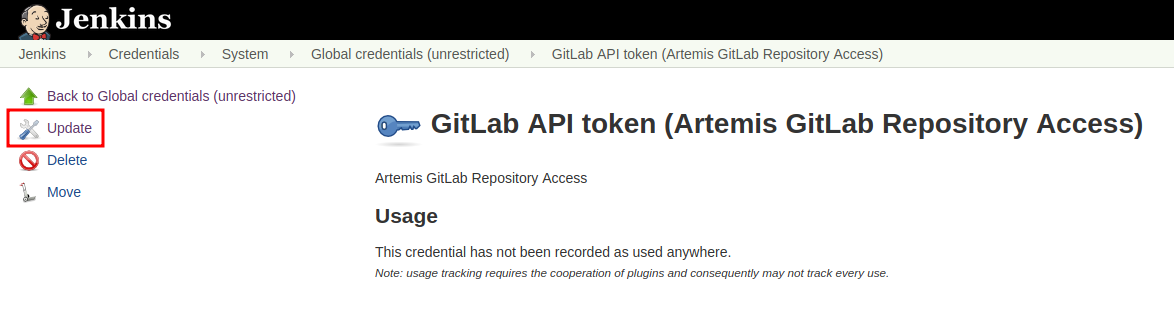 Jenkins
Jenkins Credentials System Global credentials (unrestricted) GitLab API token (Artemis GitLab Repository Access)
Back to Global credentials (unrestricted)
Update
Delete
Move
GitLab API token (Artemis GitLab Repository Access)
Artemis GitLab Repository Access
Usage
This credential has not been recorded as used anywhere.
Note: usage tracking requires the cooperation of plugins and consequently may not track every use.